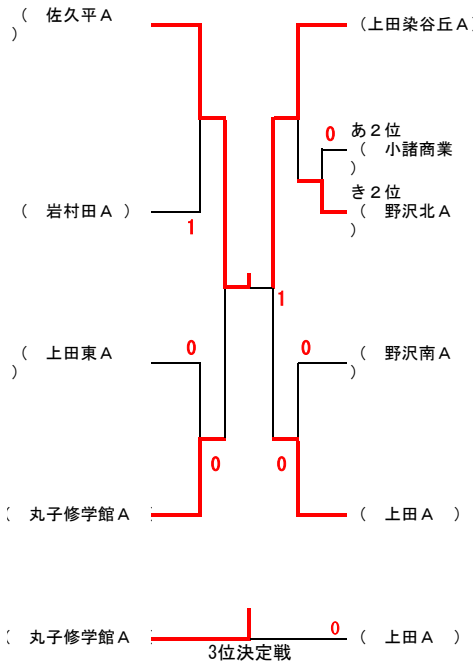 （　佐久平Ａ
）
（上田染谷丘Ａ）
0
あ２位
（　小諸商業
）
き２位
（　野沢北Ａ
）
（　岩村田Ａ　）
1
1
（　上田東Ａ
）
0
0
（　野沢南Ａ
）
0
0
（　丸子修学館Ａ
（　上田Ａ　）
（　丸子修学館Ａ
0
（　上田Ａ　）
3位決定戦